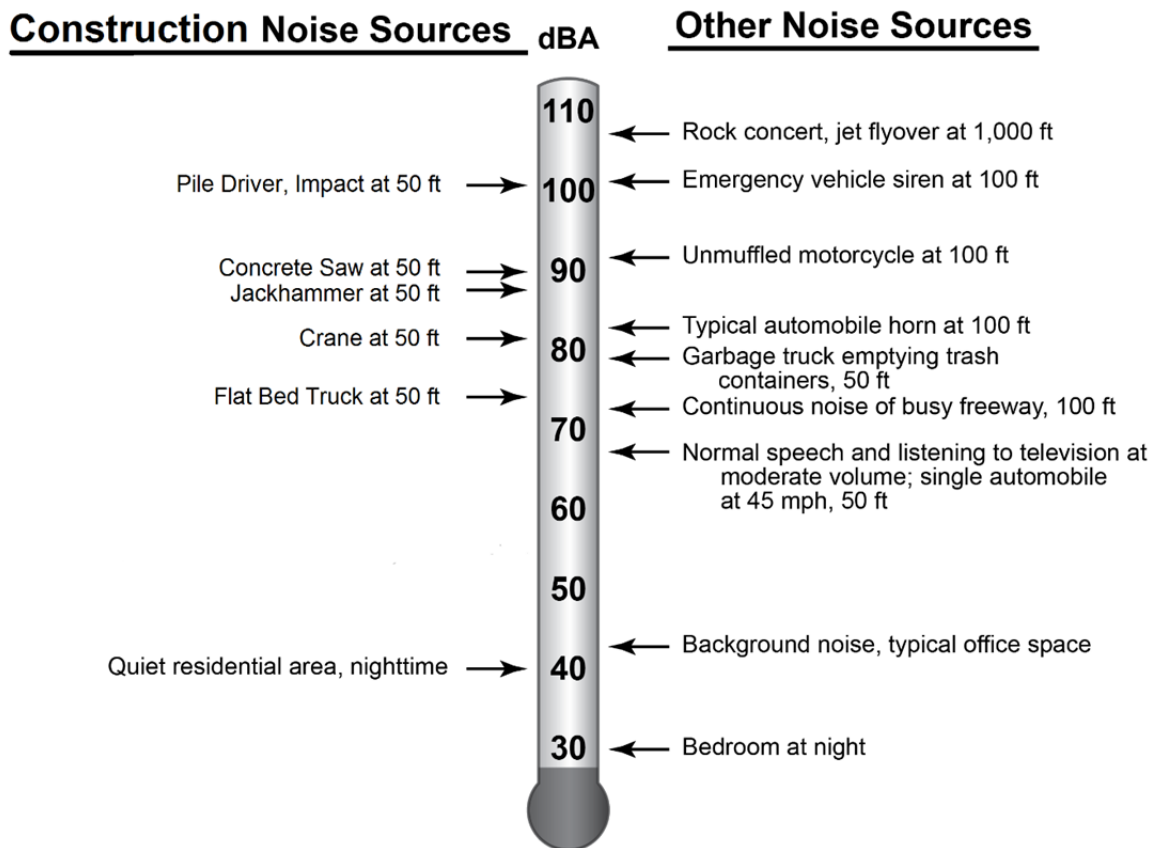 Construction Noise Sources
dBA
Other Noise Sources
110
Rock concert, jet flyover at 1,000 ft
Pile Driver, Impact at 50 ft
100
Emergency vehicle siren at 100 ft
Unmuffled motorcycle at 100 ft
Concrete Saw at 50 ft
90
Jackhammer at 50 ft
Typical automobile horn at 100 ft
Crane at 50 ft
80
Garbage truck emptying trash
containers, 50 ft
Flat Bed Truck at 50 ft
Continuous noise of busy freeway, 100 ft
70
Normal speech and listening to television at
moderate volume; single automobile
at 45 mph, 50 ft
60
50
Background noise, typical office space
Quiet residential area, nighttime
40
30
Bedroom at night